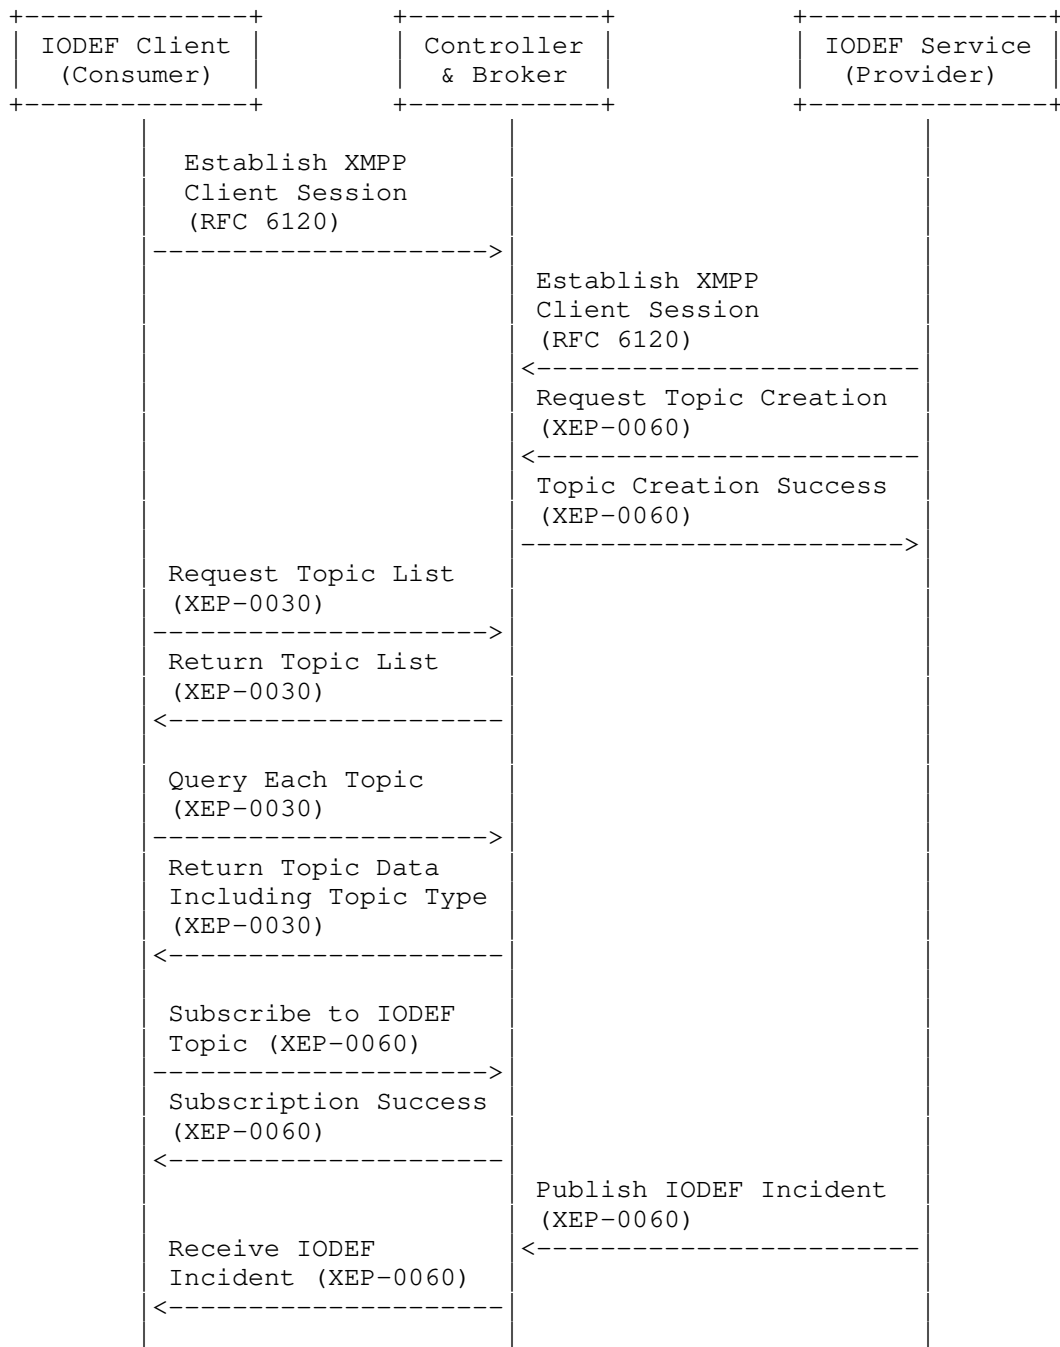 IODEF Client
(Consumer)
Controller
& Broker
IODEF Service
(Provider)
Establish XMPP
Client Session
(RFC 6120)
Establish XMPP
Client Session
(RFC 6120)
Request Topic Creation
(XEP-0060)
Topic Creation Success
(XEP-0060)
Request Topic List
(XEP-0030)
Return Topic List
(XEP-0030)
Query Each Topic
(XEP-0030)
Return Topic Data
Including Topic Type
(XEP-0030)
Subscribe to IODEF
Topic (XEP-0060)
Subscription Success
(XEP-0060)
Publish IODEF Incident
(XEP-0060)
Receive IODEF
Incident (XEP-0060)